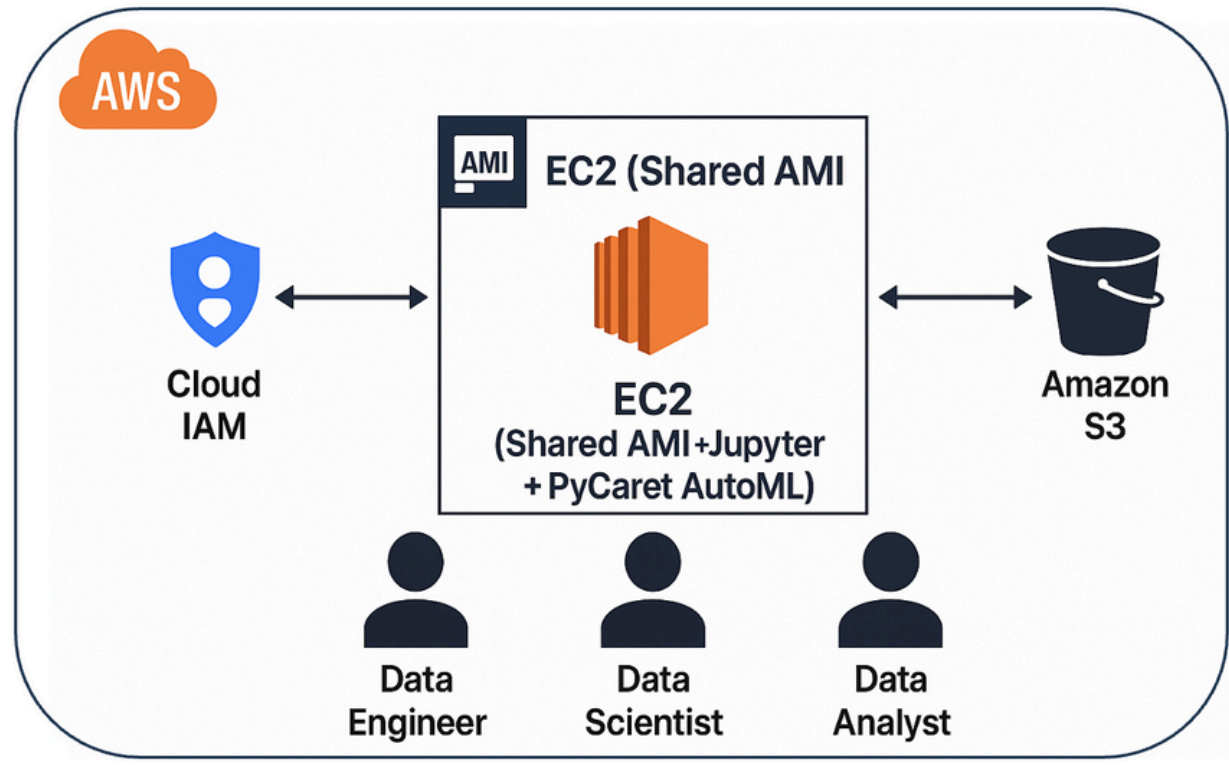 AWS
AMI
EC2 (Shared AMI
EC2
(Shared AMI+Jupyter
+ PyCaret AutoML)
Cloud
IAM
Amazon
S3
Data
Engineer
Data
Scientist
Data
Analyst